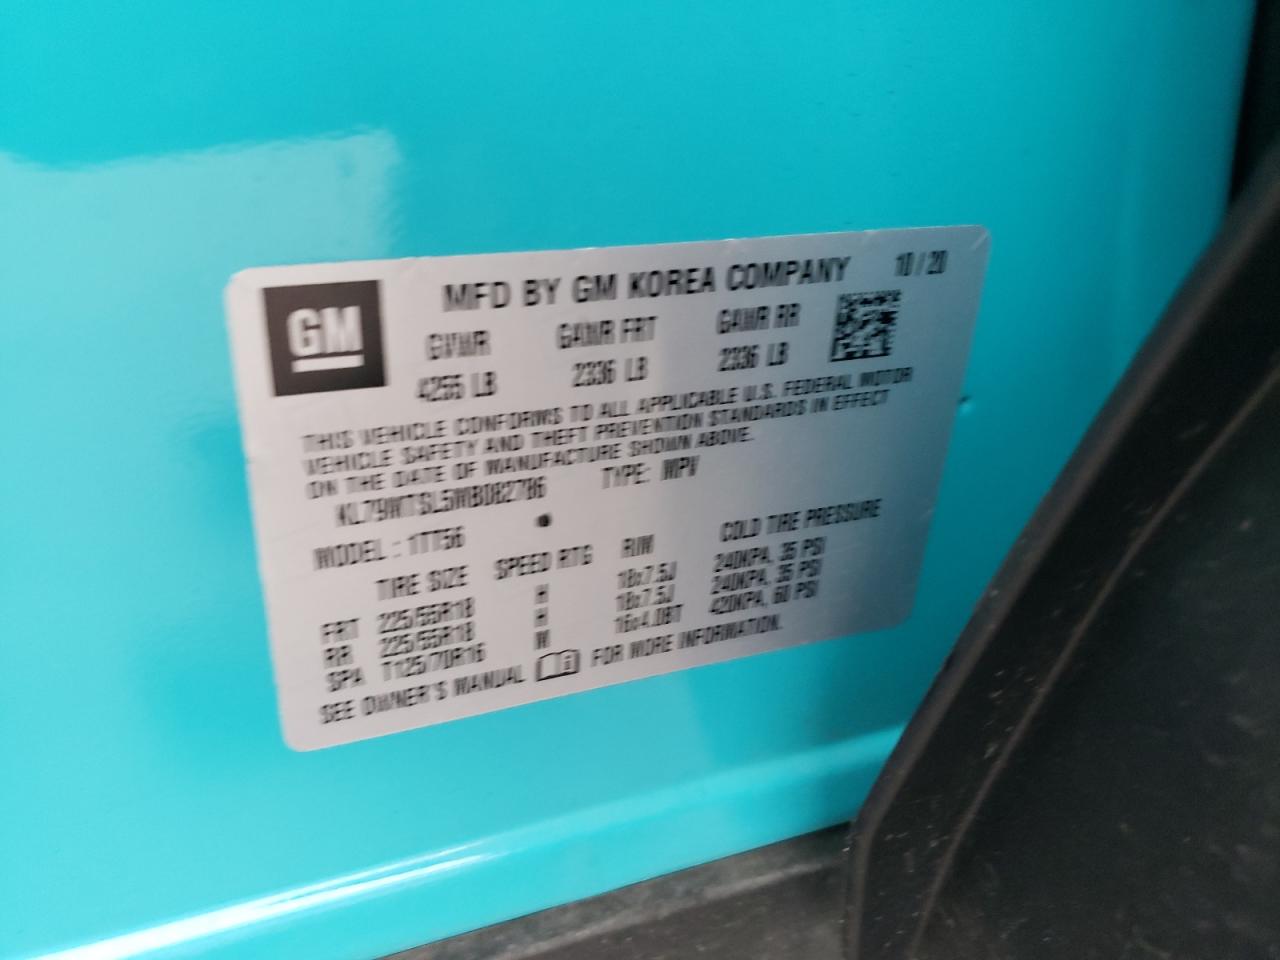 GM
MFD BY GM KOREA COMPANY 10/20
GVWR GAWR FRT GAWR RR
4255 LB 2336 LB 2336 LB
THIS VEHICLE CONFORMS TO ALL APPLICABLE U.S. FEDERAL MOTOR
VEHICLE SAFETY AND THEFT PREVENTION STANDARDS IN EFFECT
ON THE DATE OF MANUFACTURE SHOWN ABOVE.
TYPE: MPV
MODEL: 1TT56
TIRE SIZE SPEED RTG RIM COLD TIRE PRESSURE
FRT 225/55R18 H 18x7.5J 240KPA, 35 PSI
RR 225/55R18 H 18x7.5J 240KPA, 35 PSI
SPA T125/70R16 M 16x4.0BT 420KPA, 60 PSI
SEE OWNER'S MANUAL FOR MORE INFORMATION.